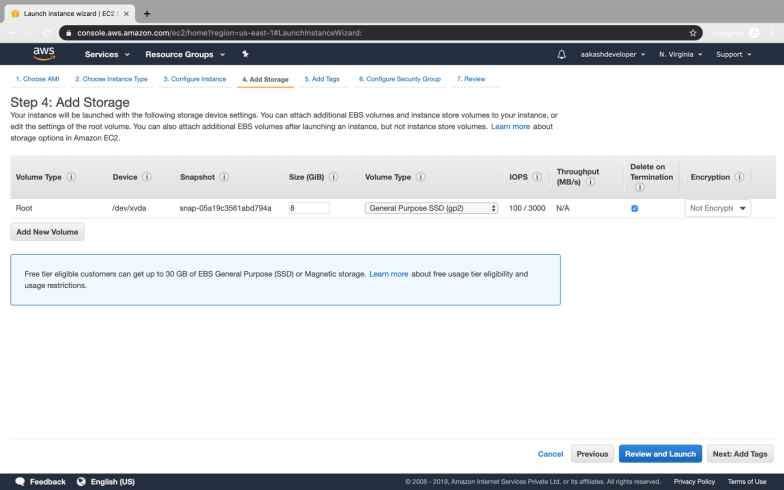 Launch instance wizard | EC2
console.aws.amazon.com/ec2/home?region=us-east-1#LaunchInstanceWizard:
Incognito
aws Services Resource Groups aakashdeveloper N. Virginia Support
1. Choose AMI 2. Choose Instance Type 3. Configure Instance 4. Add Storage 5. Add Tags 6. Configure Security Group 7. Review
Step 4: Add Storage
Your instance will be launched with the following storage device settings. You can attach additional EBS volumes and instance store volumes to your instance, or
edit the settings of the root volume. You can also attach additional EBS volumes after launching an instance, but not instance store volumes. Learn more about
storage options in Amazon EC2.
Volume Type i Device i Snapshot i Size (GiB) i Volume Type i IOPS i Throughput (MB/s) i Delete on Termination i Encryption i
Root /dev/xvda snap-05a19c3561abd794a 8 General Purpose SSD (gp2) 100 / 3000 N/A Not Encrypte
Add New Volume
Free tier eligible customers can get up to 30 GB of EBS General Purpose (SSD) or Magnetic storage. Learn more about free usage tier eligibility and
usage restrictions.
Cancel Previous Review and Launch Next: Add Tags
Feedback English (US) © 2008 - 2019, Amazon Internet Services Private Ltd. or its affiliates. All rights reserved. Privacy Policy Terms of Use